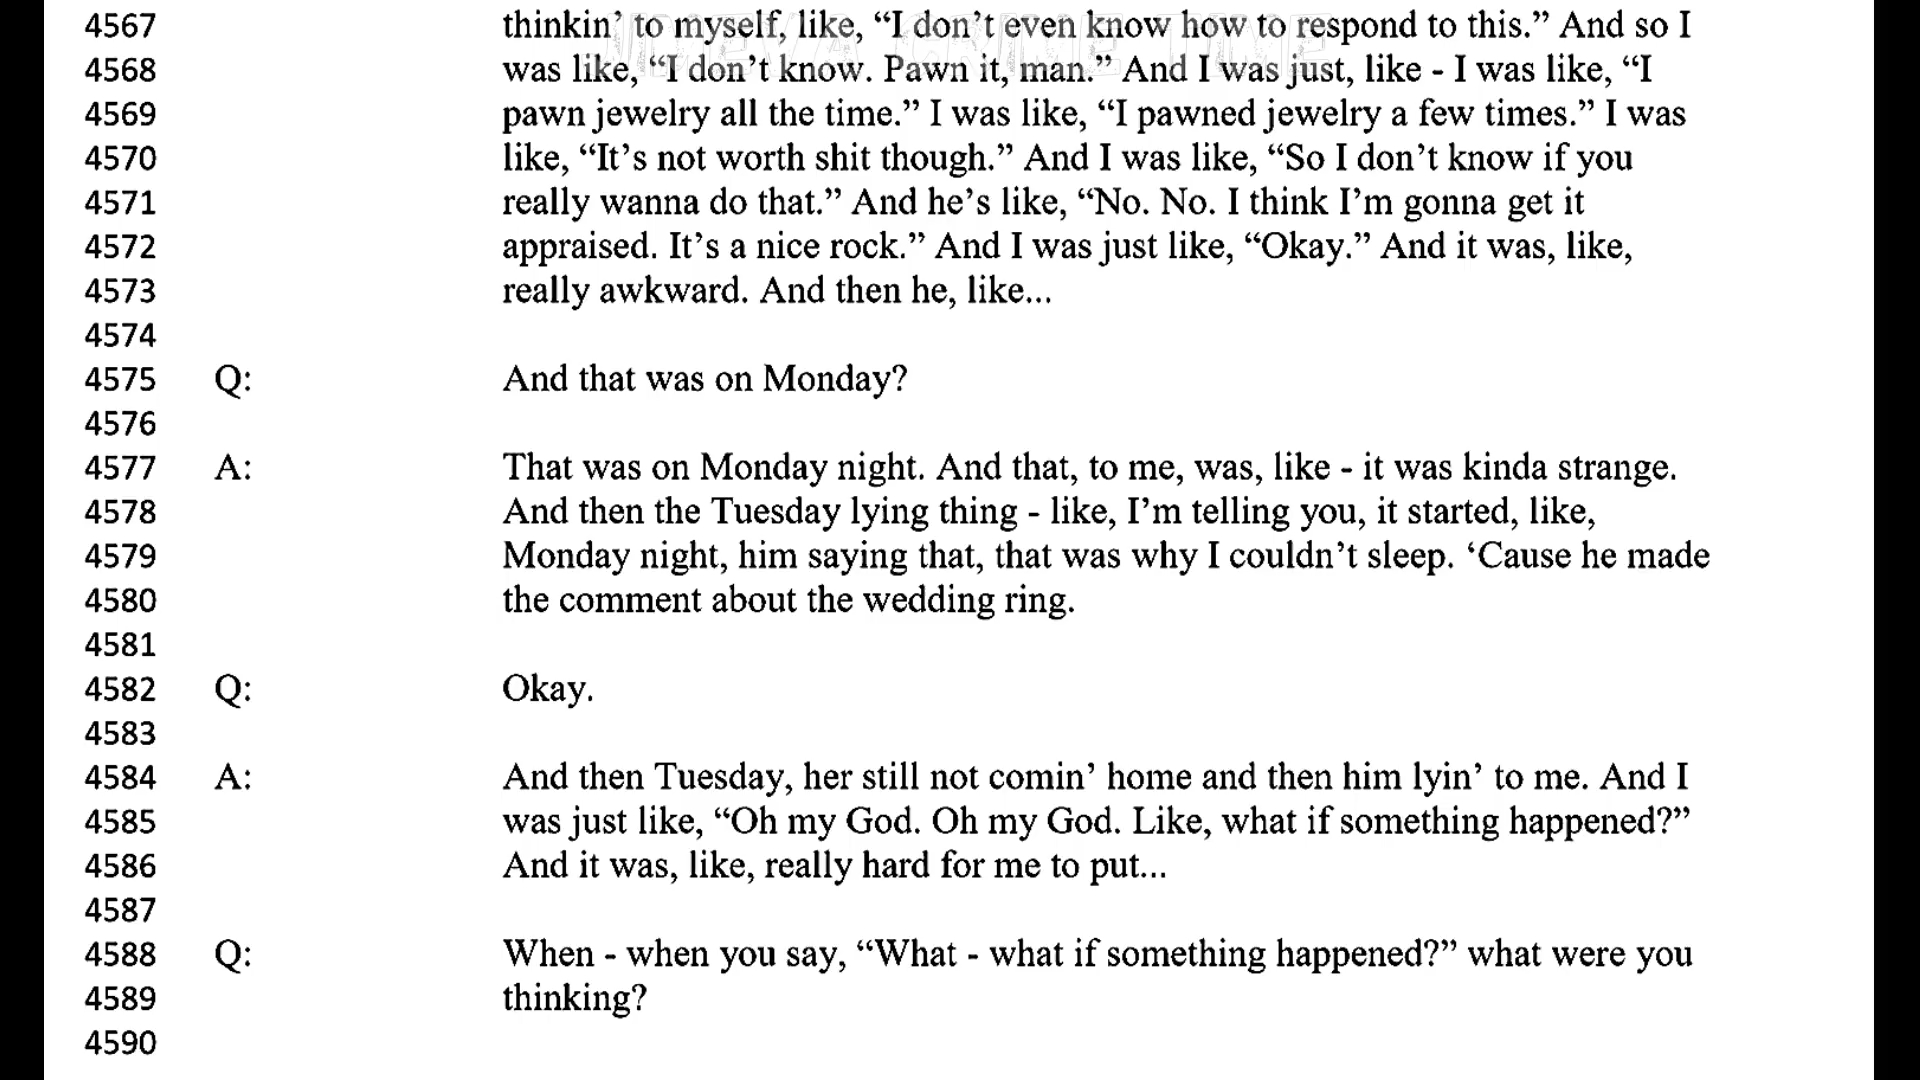 NIMEVA CRIME TIME
4567 thinkin’ to myself, like, “I don’t even know how to respond to this.” And so I
4568 was like, “I don’t know. Pawn it, man.” And I was just, like - I was like, “I
4569 pawn jewelry all the time.” I was like, “I pawned jewelry a few times.” I was
4570 like, “It’s not worth shit though.” And I was like, “So I don’t know if you
4571 really wanna do that.” And he’s like, “No. No. I think I’m gonna get it
4572 appraised. It’s a nice rock.” And I was just like, “Okay.” And it was, like,
4573 really awkward. And then he, like...
4574
4575 Q: And that was on Monday?
4576
4577 A: That was on Monday night. And that, to me, was, like - it was kinda strange.
4578 And then the Tuesday lying thing - like, I’m telling you, it started, like,
4579 Monday night, him saying that, that was why I couldn’t sleep. ‘Cause he made
4580 the comment about the wedding ring.
4581
4582 Q: Okay.
4583
4584 A: And then Tuesday, her still not comin’ home and then him lyin’ to me. And I
4585 was just like, “Oh my God. Oh my God. Like, what if something happened?”
4586 And it was, like, really hard for me to put...
4587
4588 Q: When - when you say, “What - what if something happened?” what were you
4589 thinking?
4590